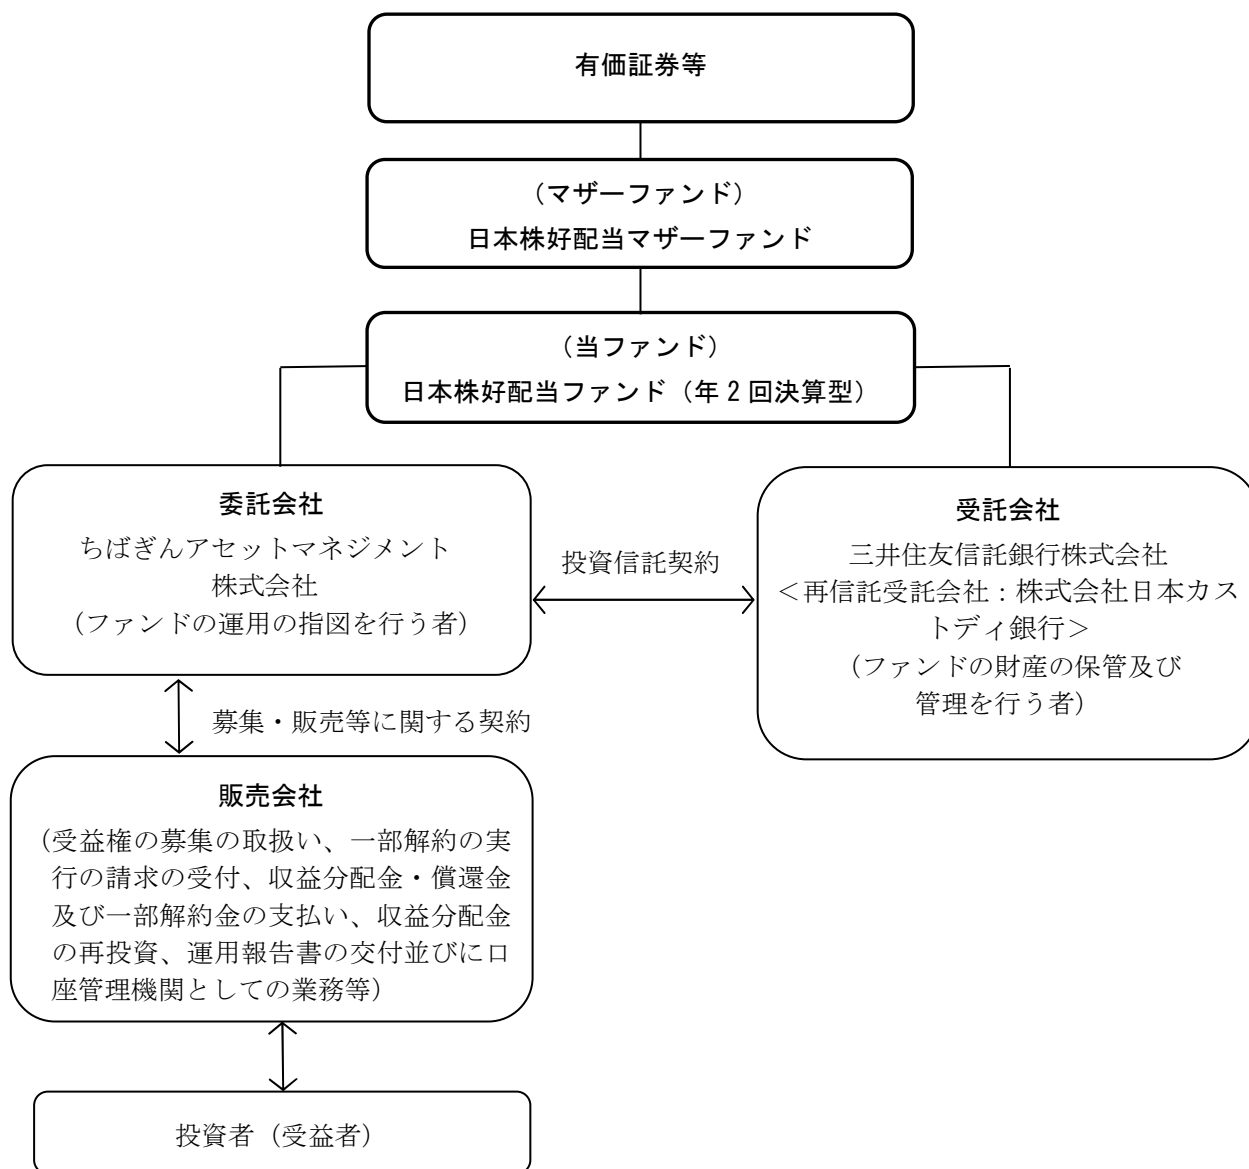 有価証券等
（マザーファンド）
日本株好配当マザーファンド
（当ファンド）
日本株好配当ファンド（年２回決算型）
委託会社
ちばぎんアセットマネジメント
株式会社
（ファンドの運用の指図を行う者）
投資信託契約
受託会社
三井住友信託銀行株式会社
＜再信託受託会社：株式会社日本カス
トディ銀行＞
（ファンドの財産の保管及び
管理を行う者）
募集・販売等に関する契約
販売会社
（受益権の募集の取扱い、一部解約の実
行の請求の受付、収益分配金・償還金
及び一部解約金の支払い、収益分配金
の再投資、運用報告書の交付並びに口
座管理機関としての業務等）
投資者（受益者）